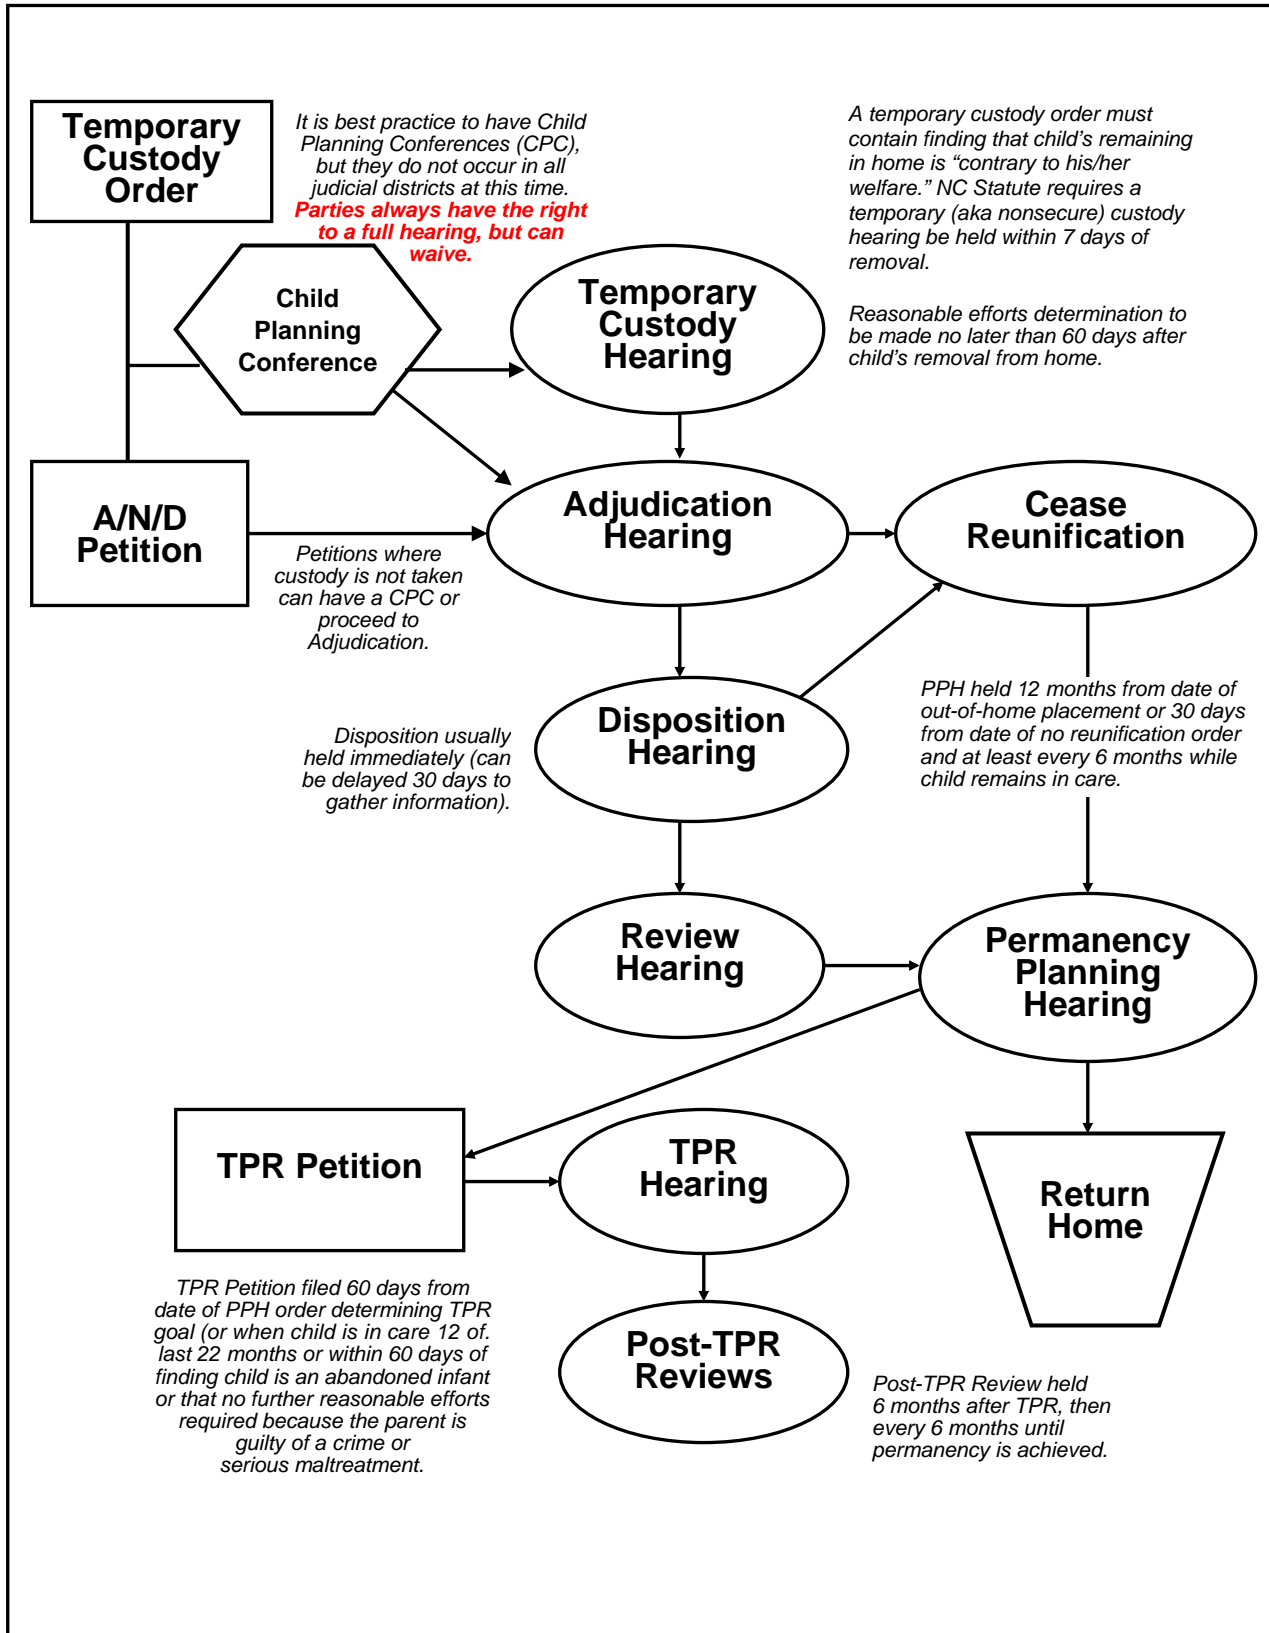 Temporary
Custody
Order
It is best practice to have Child
Planning Conferences (CPC),
but they do not occur in all
judicial districts at this time.
Parties always have the right
to a full hearing, but can
waive.
A temporary custody order must
contain finding that child's remaining
in home is “contrary to his/her
welfare.” NC Statute requires a
temporary (aka nonsecure) custody
hearing be held within 7 days of
removal.
Reasonable efforts determination to
be made no later than 60 days after
child's removal from home.
Child
Planning
Conference
Temporary
Custody
Hearing
A/N/D
Petition
Petitions where
custody is not taken
can have a CPC or
proceed to
Adjudication.
Adjudication
Hearing
Cease
Reunification
Disposition usually
held immediately (can
be delayed 30 days to
gather information).
Disposition
Hearing
PPH held 12 months from date of
out-of-home placement or 30 days
from date of no reunification order
and at least every 6 months while
child remains in care.
Review
Hearing
Permanency
Planning
Hearing
TPR Petition
TPR
Hearing
Return
Home
TPR Petition filed 60 days from
date of PPH order determining TPR
goal (or when child is in care 12 of.
last 22 months or within 60 days of
finding child is an abandoned infant
or that no further reasonable efforts
required because the parent is
guilty of a crime or
serious maltreatment.
Post-TPR
Reviews
Post-TPR Review held
6 months after TPR, then
every 6 months until
permanency is achieved.